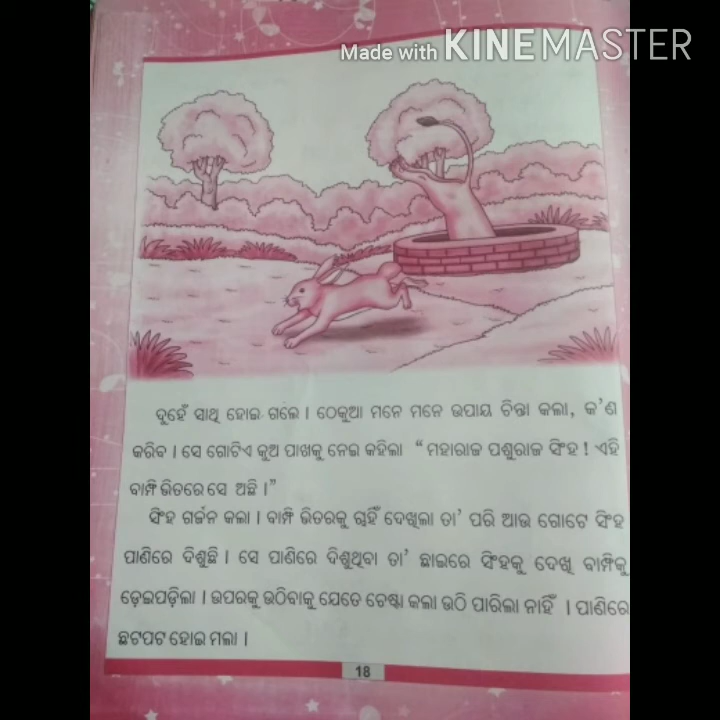 Made with KINEMASTER
ଦୁହେଁ ସାଥି ହୋଇ ଗଲେ । ଠେକୁଆ ମନେ ମନେ ଉପାୟ ଚିନ୍ତା କଲା, କ'ଣ
କରିବ । ସେ ଗୋଟିଏ କୁଅ ପାଖକୁ ନେଇ କହିଲା “ ମହାରାଜ ପଶୁରାଜ ସିଂହ ! ଏହି
ବାମ୍ଫି ଭିତରେ ସେ ଅଛି ।”
ସିଂହ ଗର୍ଜ୍ଜନ କଲା । ବାମ୍ଫି ଭିତରକୁ ଚାହିଁ ଦେଖିଲା ତା' ପରି ଆଉ ଗୋଟେ ସିଂହ
ପାଣିରେ ଦିଶୁଛି । ସେ ପାଣିରେ ଦିଶୁଥିବା ତା' ଛାଇରେ ସିଂହକୁ ଦେଖି ବାମ୍ଫିକୁ
ଡ଼େଇପଡ଼ିଲା । ଉପରକୁ ଉଠିବାକୁ ଯେତେ ଚେଷ୍ଟା କଲା ଉଠି ପାରିଲା ନାହିଁ । ପାଣିରେ
ଛଟପଟ ହୋଇ ମଲା ।
18